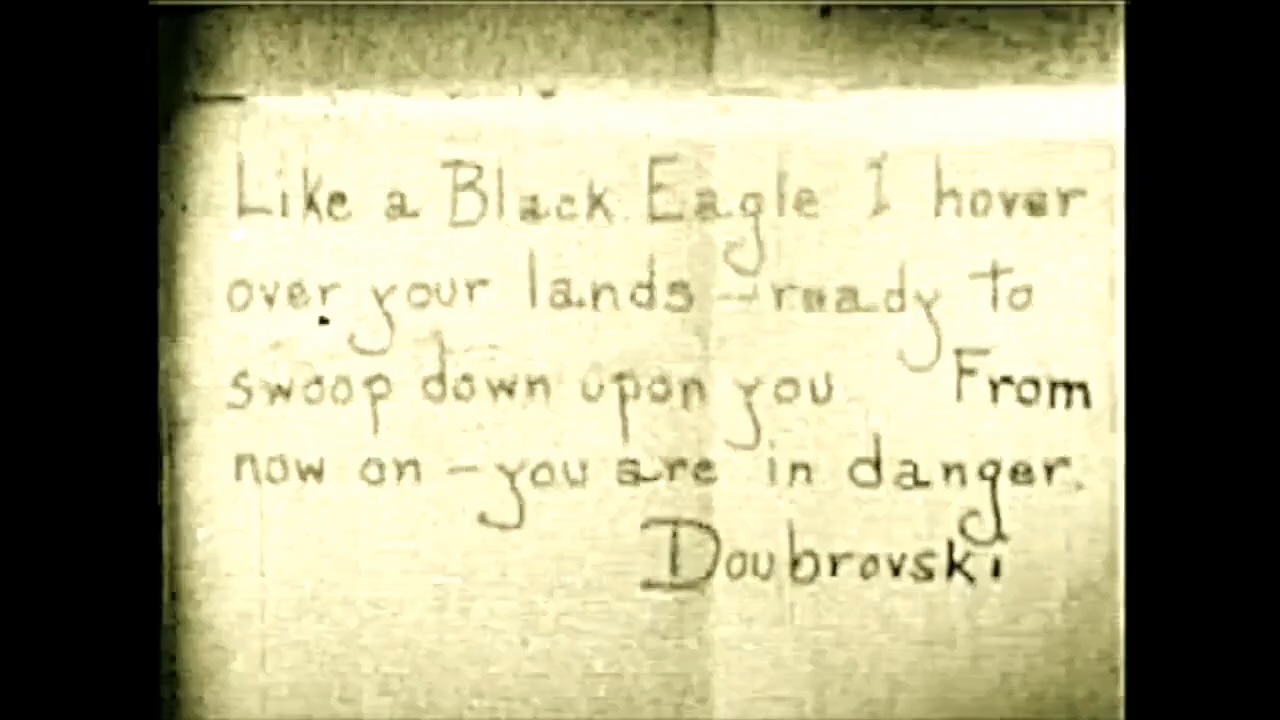 Like a Black Eagle I hover
over your lands - ready to
swoop down upon you From
now on - you are in danger.
Doubrovski